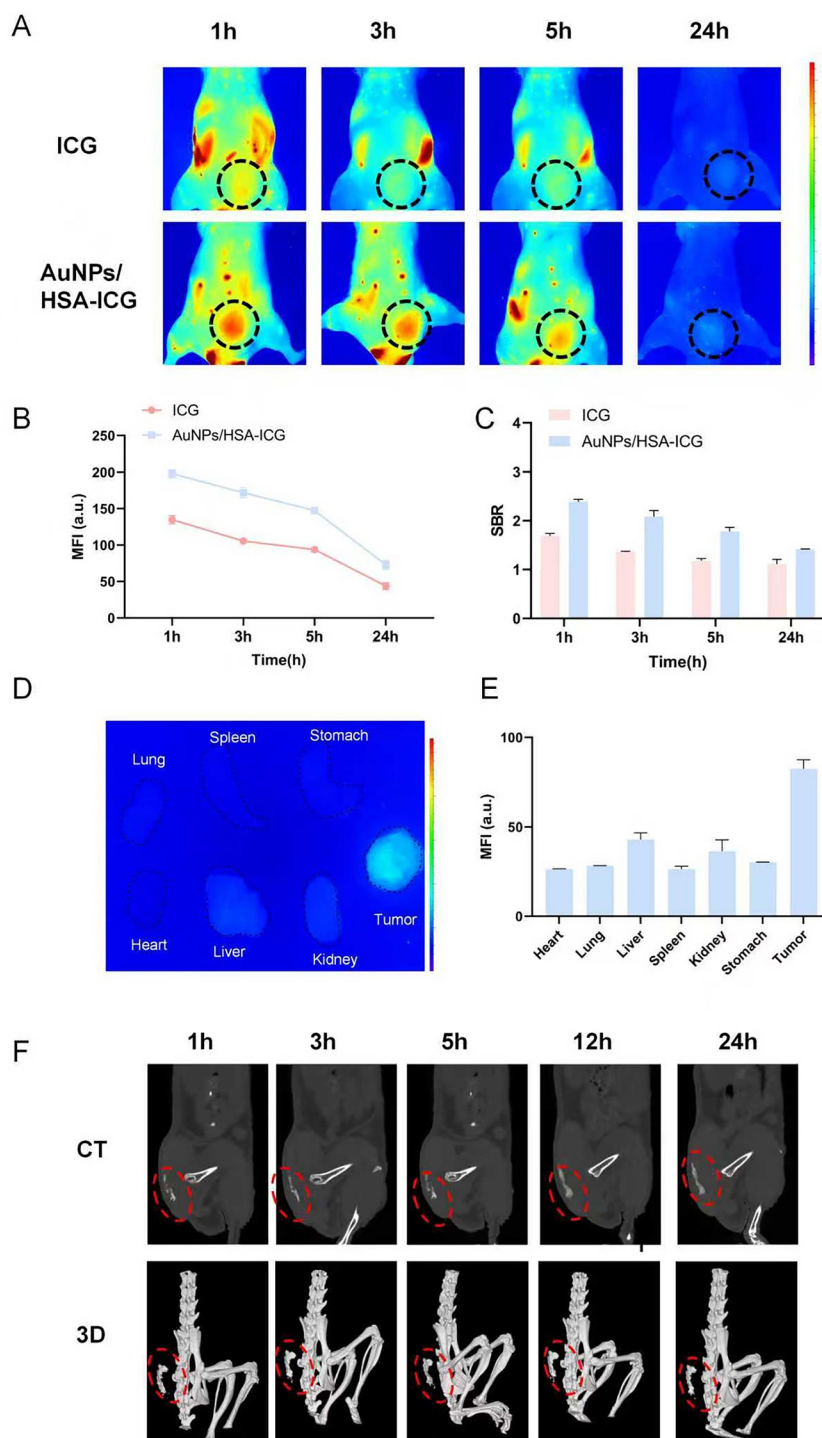 A
1h 3h 5h 24h
ICG
AuNPs/
HSA-ICG
B
ICG
AuNPs/HSA-ICG
250
200
150
100
50
0
MFI (a.u.)
1h 3h 5h 24h
Time(h)
C
ICG
AuNPs/HSA-ICG
4
3
2
1
0
SBR
1h 3h 5h 24h
Time(h)
D
Lung Spleen Stomach
Heart Liver Kidney Tumor
E
100
50
0
MFI (a.u.)
Heart Lung Liver Spleen Kidney Stomach Tumor
F
1h 3h 5h 12h 24h
CT
3D